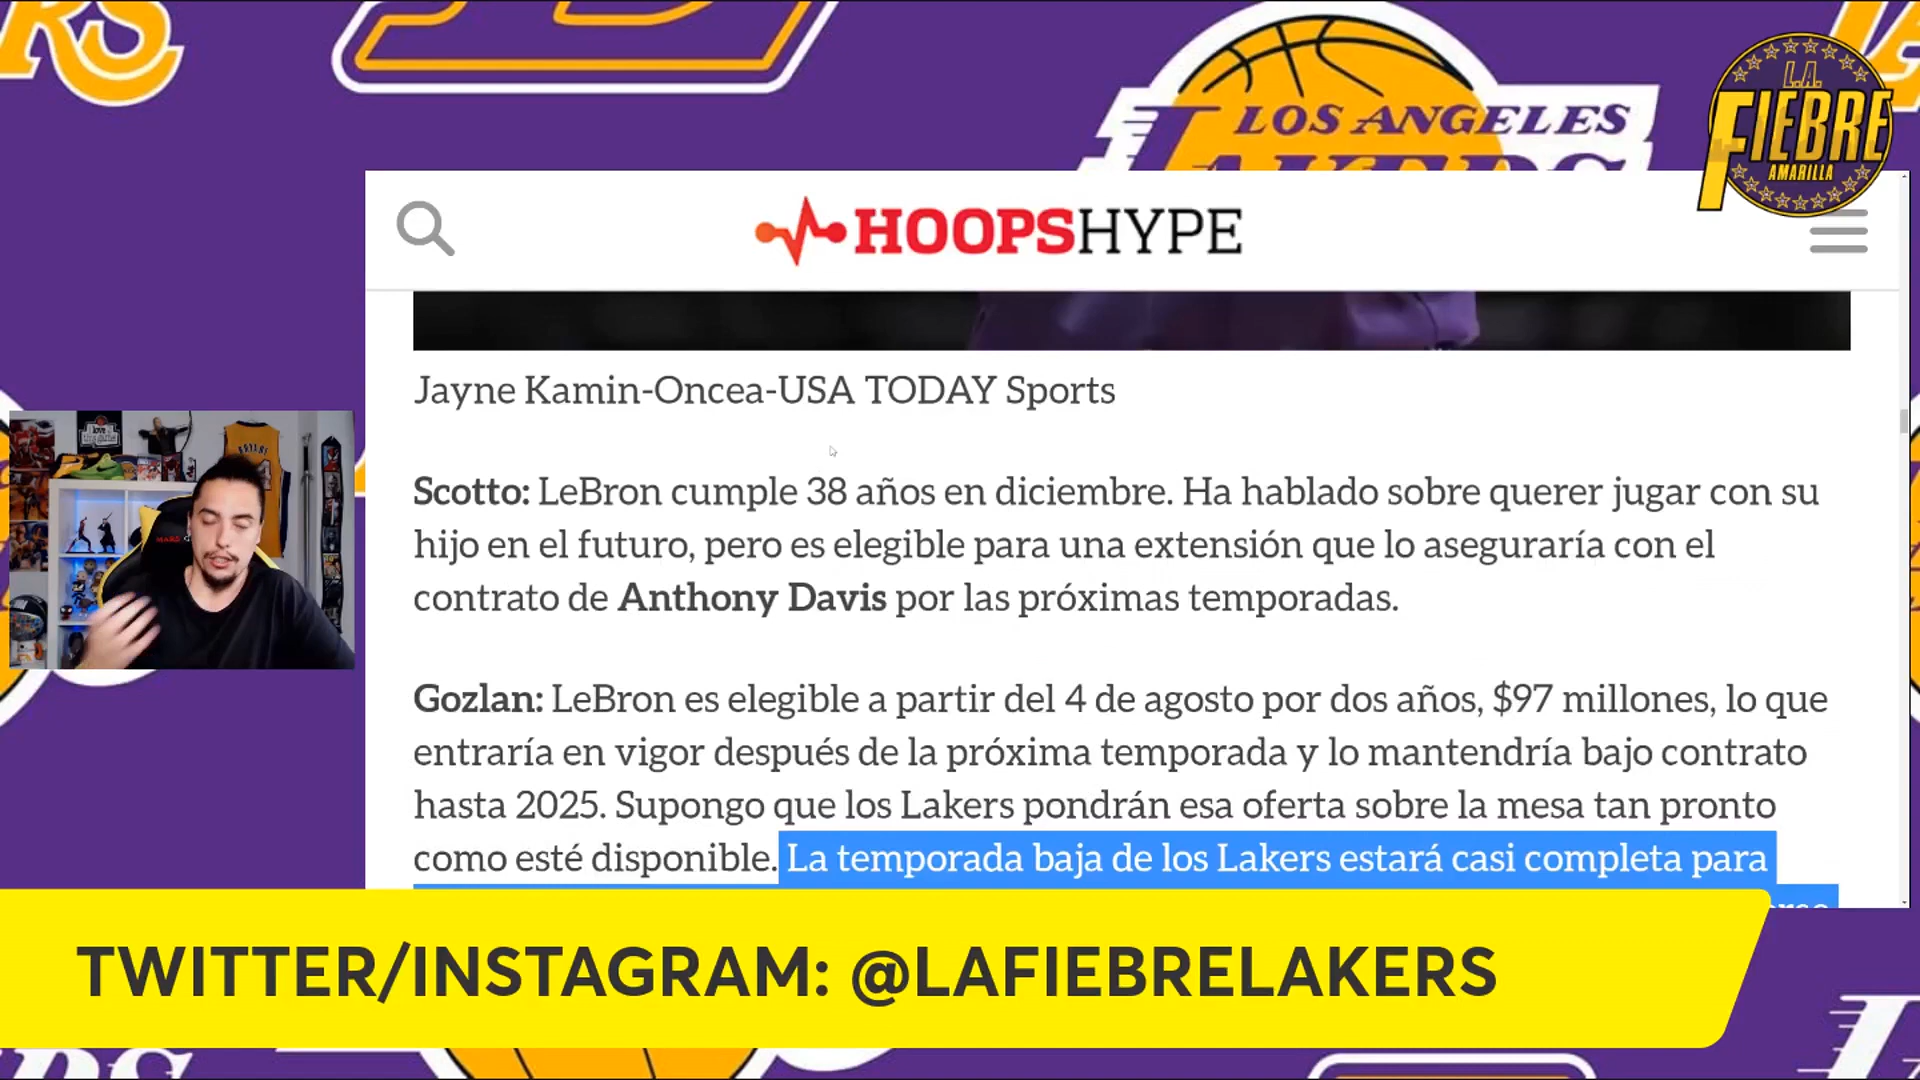 LOS ANGELES
L.A.
FIEBRE
AMARILLA
HOOPSHYPE
Jayne Kamin-Oncea-USA TODAY Sports
Scotto: LeBron cumple 38 años en diciembre. Ha hablado sobre querer jugar con su
hijo en el futuro, pero es elegible para una extensión que lo aseguraría con el
contrato de Anthony Davis por las próximas temporadas.
Gozlan: LeBron es elegible a partir del 4 de agosto por dos años, $97 millones, lo que
entraría en vigor después de la próxima temporada y lo mantendría bajo contrato
hasta 2025. Supongo que los Lakers pondrán esa oferta sobre la mesa tan pronto
como esté disponible. La temporada baja de los Lakers estará casi completa para
TWITTER/INSTAGRAM: @LAFIEBRELAKERS